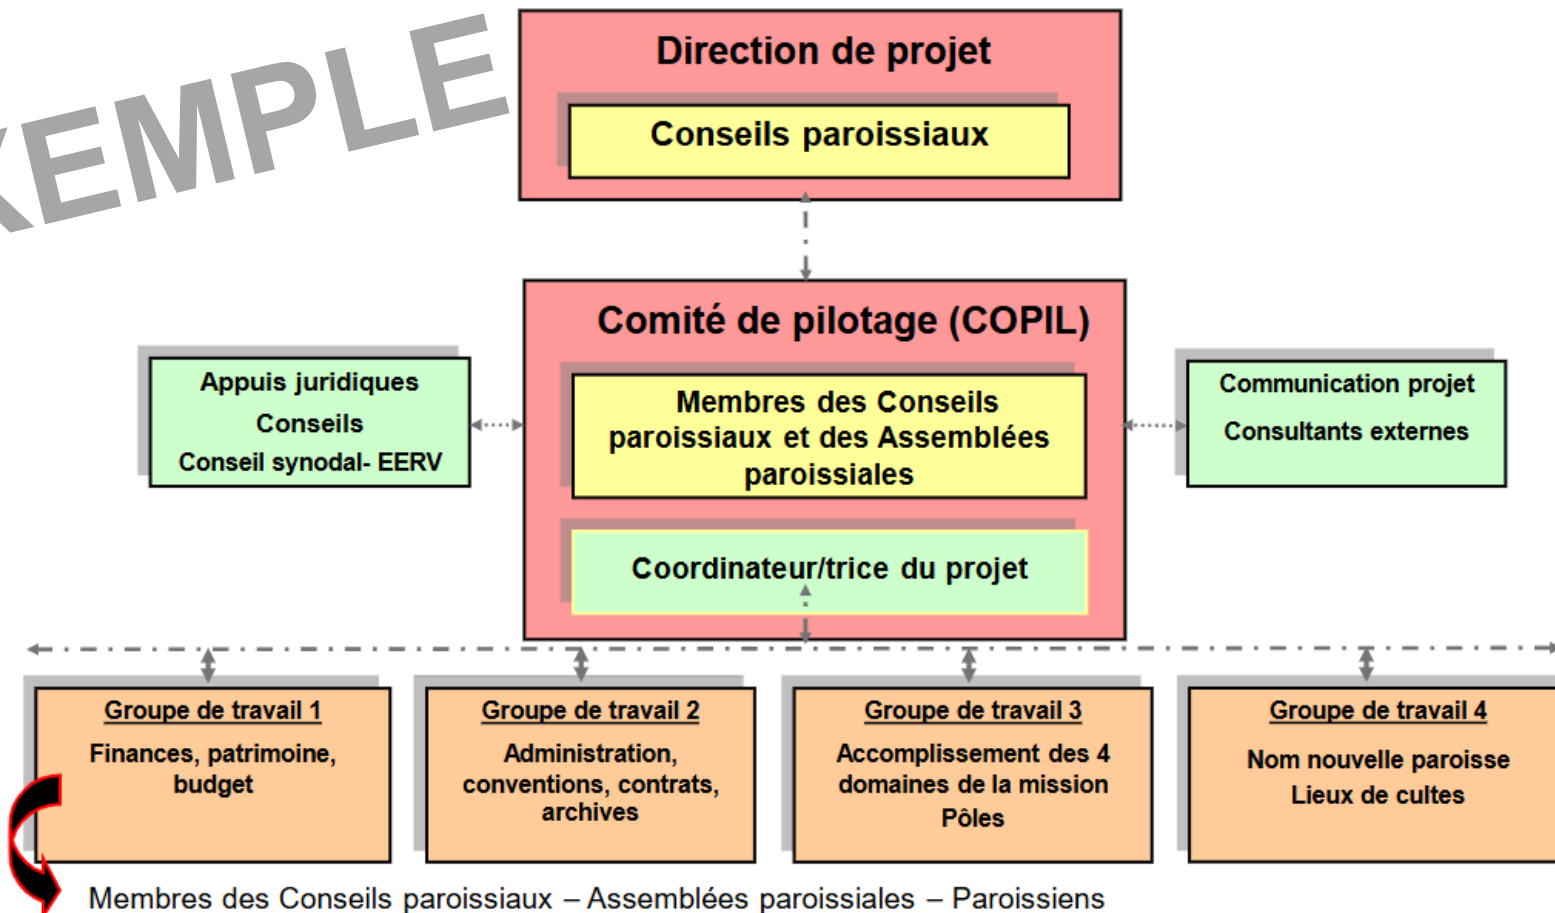 XEMPLE
Direction de projet
Conseils paroissiaux
Comité de pilotage (COPIL)
Membres des Conseils
paroissiaux et des Assemblées
paroissiales
Coordinateur/trice du projet
Appuis juridiques
Conseils
Conseil synodal- EERV
Communication projet
Consultants externes
Groupe de travail 1
Finances, patrimoine,
budget
Groupe de travail 2
Administration,
conventions, contrats,
archives
Groupe de travail 3
Accomplissement des 4
domaines de la mission
Pôles
Groupe de travail 4
Nom nouvelle paroisse
Lieux de cultes
Membres des Conseils paroissiaux – Assemblées paroissiales – Paroissiens